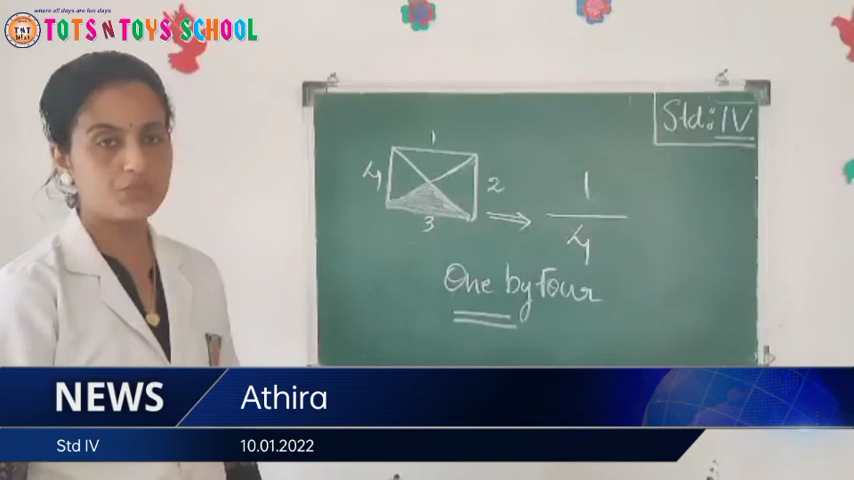 where all days are fun days
TNT
TOTS N TOYS SCHOOL
Std: IV
1
4
2
3
1
4
One by four
NEWS
Athira
Std IV
10.01.2022